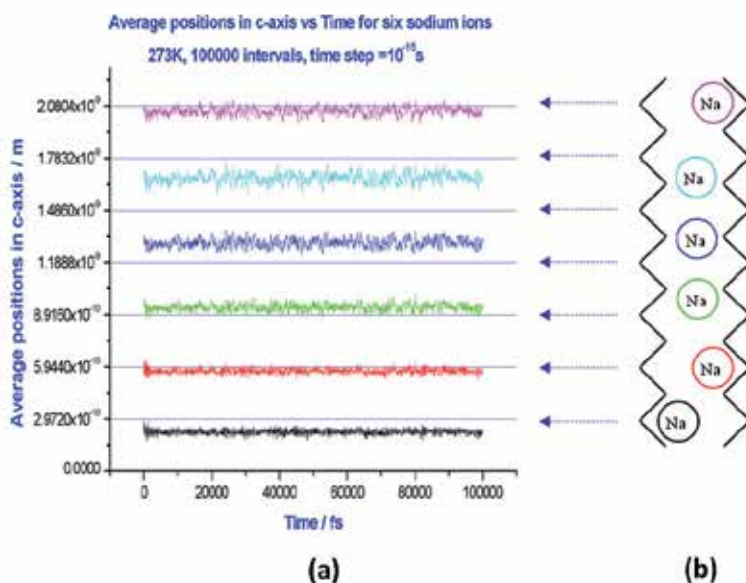 Average positions in c-axis vs Time for six sodium ions
273K, 100000 intervals, time step =10⁻¹⁵s
Average positions in c-axis / m
2.0804x10⁻⁹
1.7832x10⁻⁹
1.4860x10⁻⁹
1.1888x10⁻⁹
8.9160x10⁻¹⁰
5.9440x10⁻¹⁰
2.9720x10⁻¹⁰
0.0000
0
20000
40000
60000
80000
100000
Time / fs
Na
Na
Na
Na
Na
Na
(a)
(b)